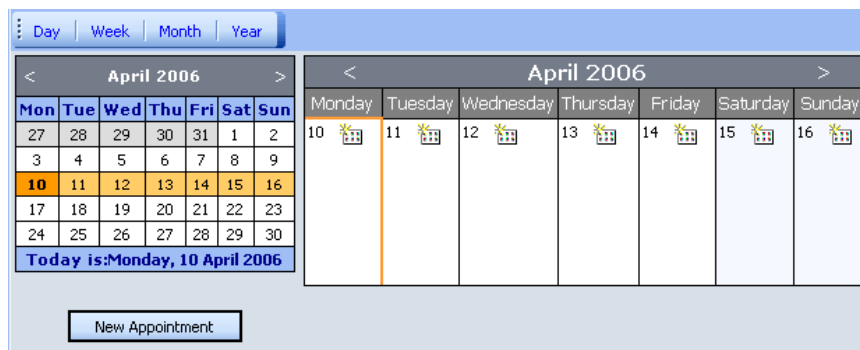 Day Week Month Year
< April 2006 >
Mon Tue Wed Thu Fri Sat Sun
27 28 29 30 31 1 2
3 4 5 6 7 8 9
10 11 12 13 14 15 16
17 18 19 20 21 22 23
24 25 26 27 28 29 30
Today is:Monday, 10 April 2006
New Appointment
< April 2006 >
Monday Tuesday Wednesday Thursday Friday Saturday Sunday
10 11 12 13 14 15 16